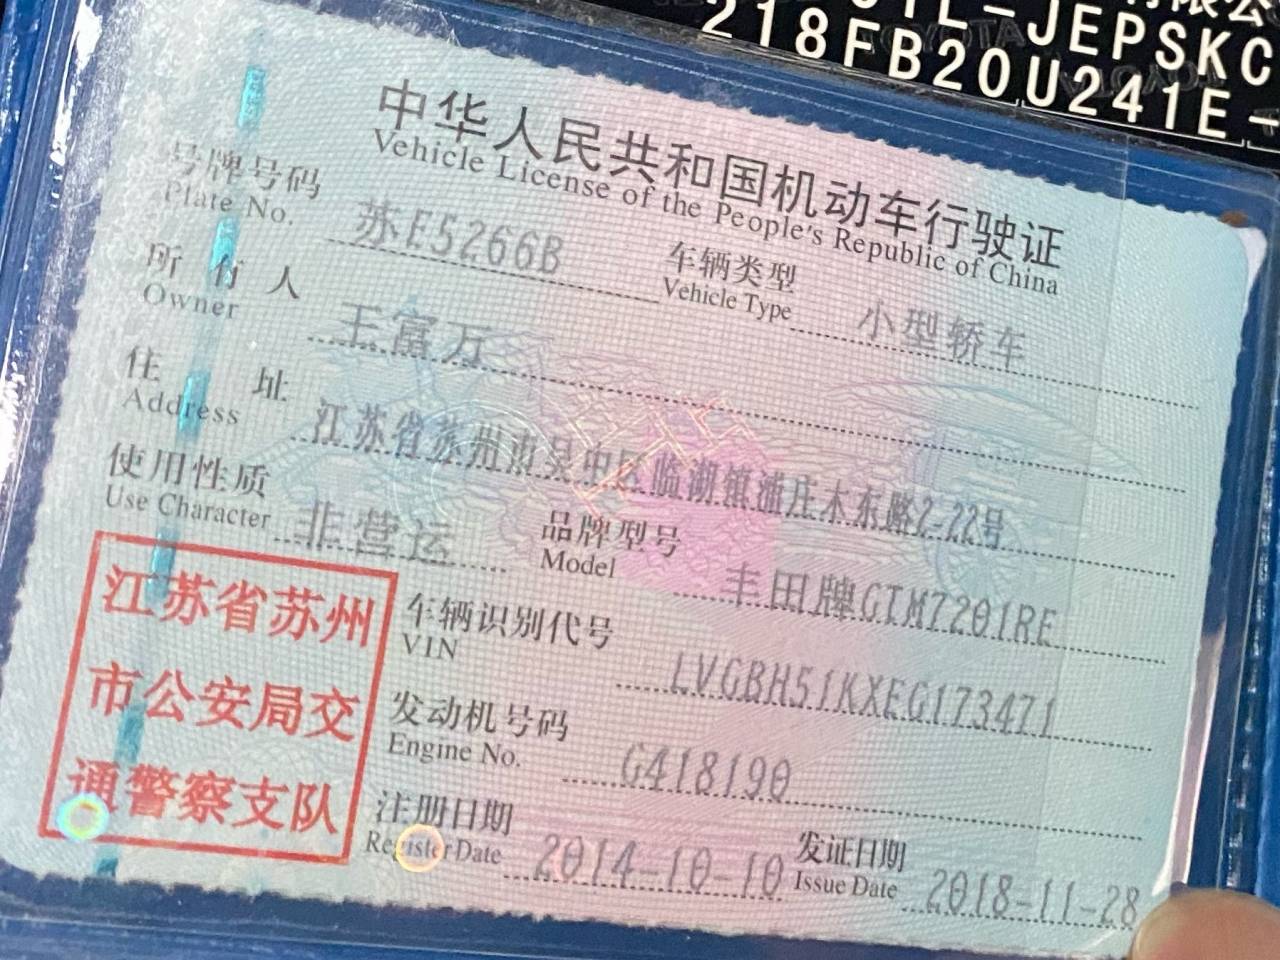 JEPSKC
218FB20U241E-
中华人民共和国机动车行驶证
Vehicle License of the People's Republic of China
号牌号码 苏E5266B 车辆类型 小型轿车
Plate No. Vehicle Type
所有人 王富万
Owner
住址 江苏省苏州市吴中区临湖镇浦庄木东路2-22号
Address
使用性质 非营运 品牌型号 丰田牌GTM7201RE
Use Character Model
江苏省苏州
市公安局交
通警察支队
车辆识别代号 LVGBH51KXEG173471
VIN
发动机号码 G418190
Engine No.
注册日期 2014-10-10 发证日期 2018-11-28
Register Date Issue Date